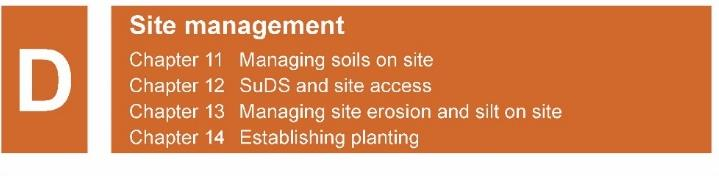 D
Site management
Chapter 11 Managing soils on site
Chapter 12 SuDS and site access
Chapter 13 Managing site erosion and silt on site
Chapter 14 Establishing planting